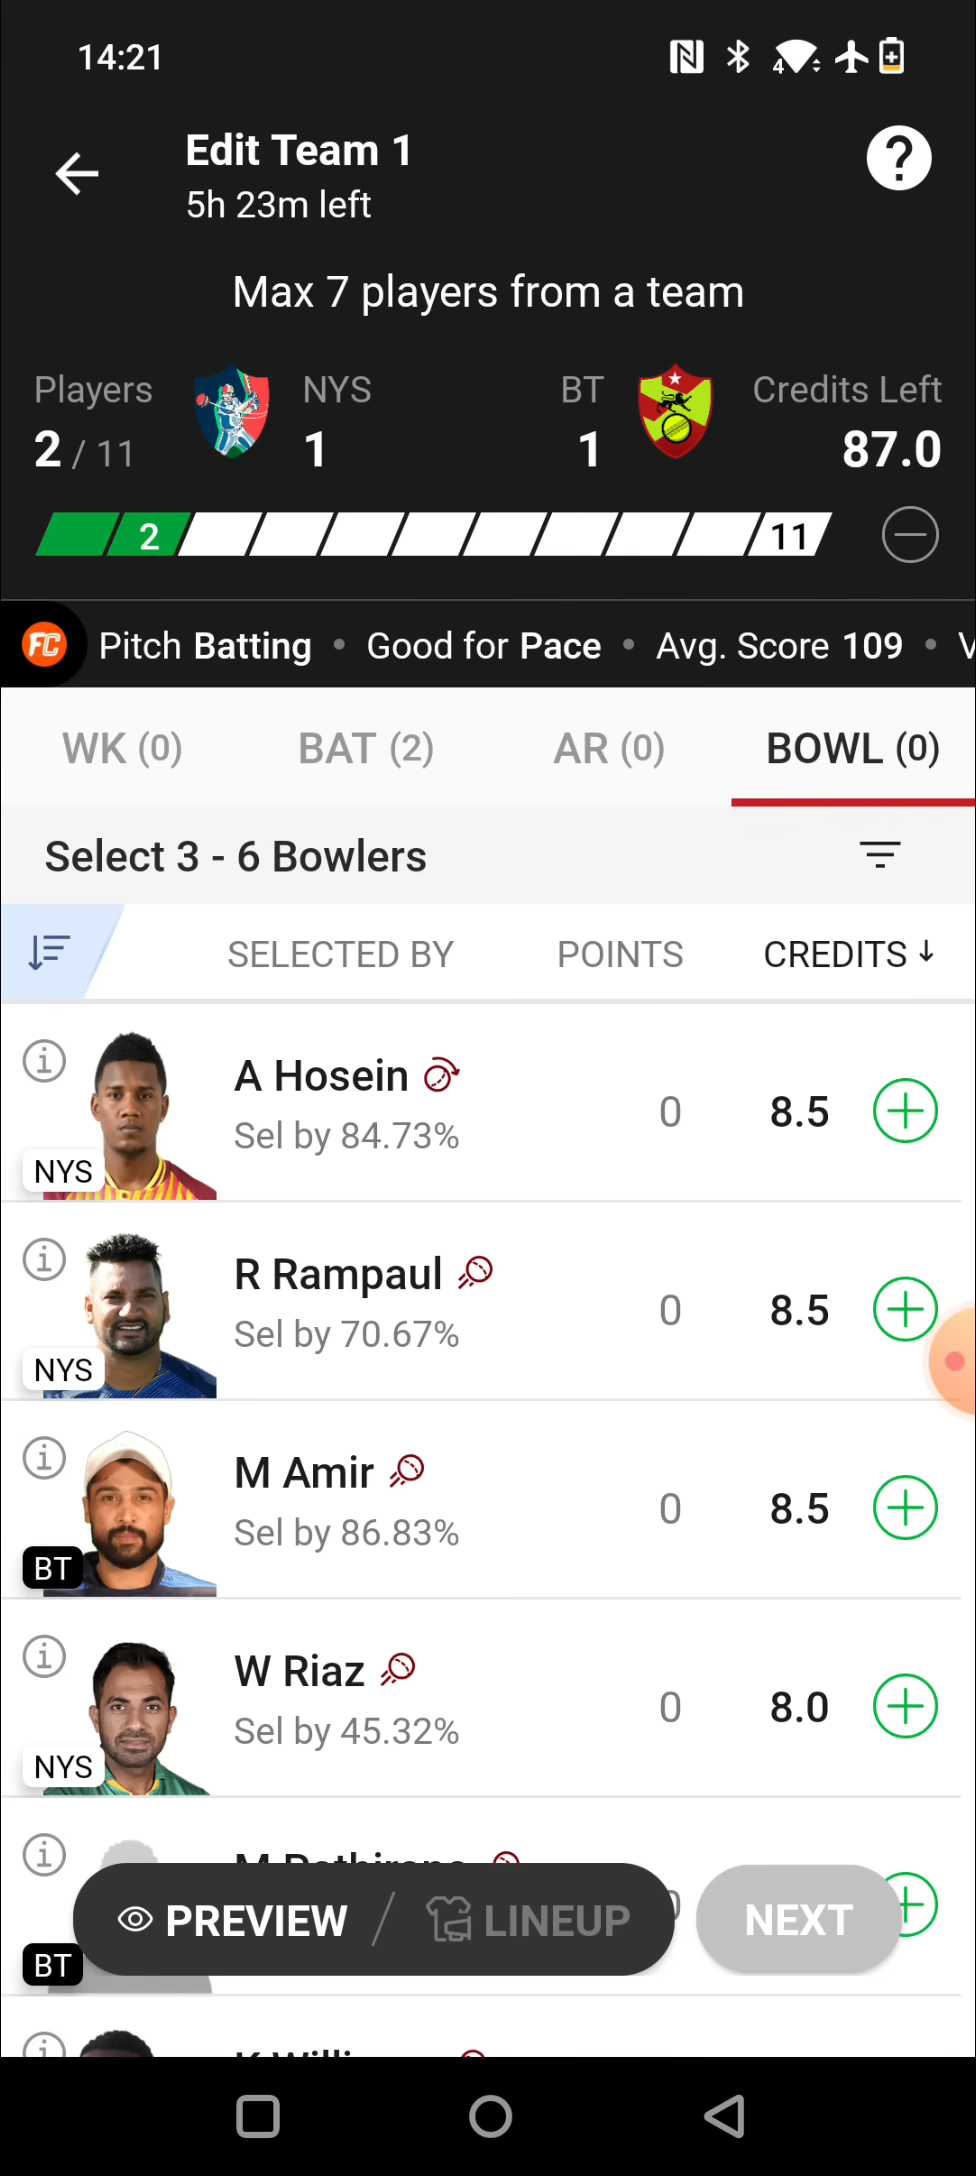 14:21
4
Edit Team 1
5h 23m left
Max 7 players from a team
Players NYS BT Credits Left
2 / 11 1 1 87.0
2 11
FC Pitch Batting • Good for Pace • Avg. Score 109 •
WK (0) BAT (2) AR (0) BOWL (0)
Select 3 - 6 Bowlers
SELECTED BY POINTS CREDITS ↓
A Hosein
Sel by 84.73%
0 8.5
NYS
R Rampaul
Sel by 70.67%
0 8.5
NYS
M Amir
Sel by 86.83%
0 8.5
BT
W Riaz
Sel by 45.32%
0 8.0
NYS
PREVIEW / LINEUP NEXT
BT